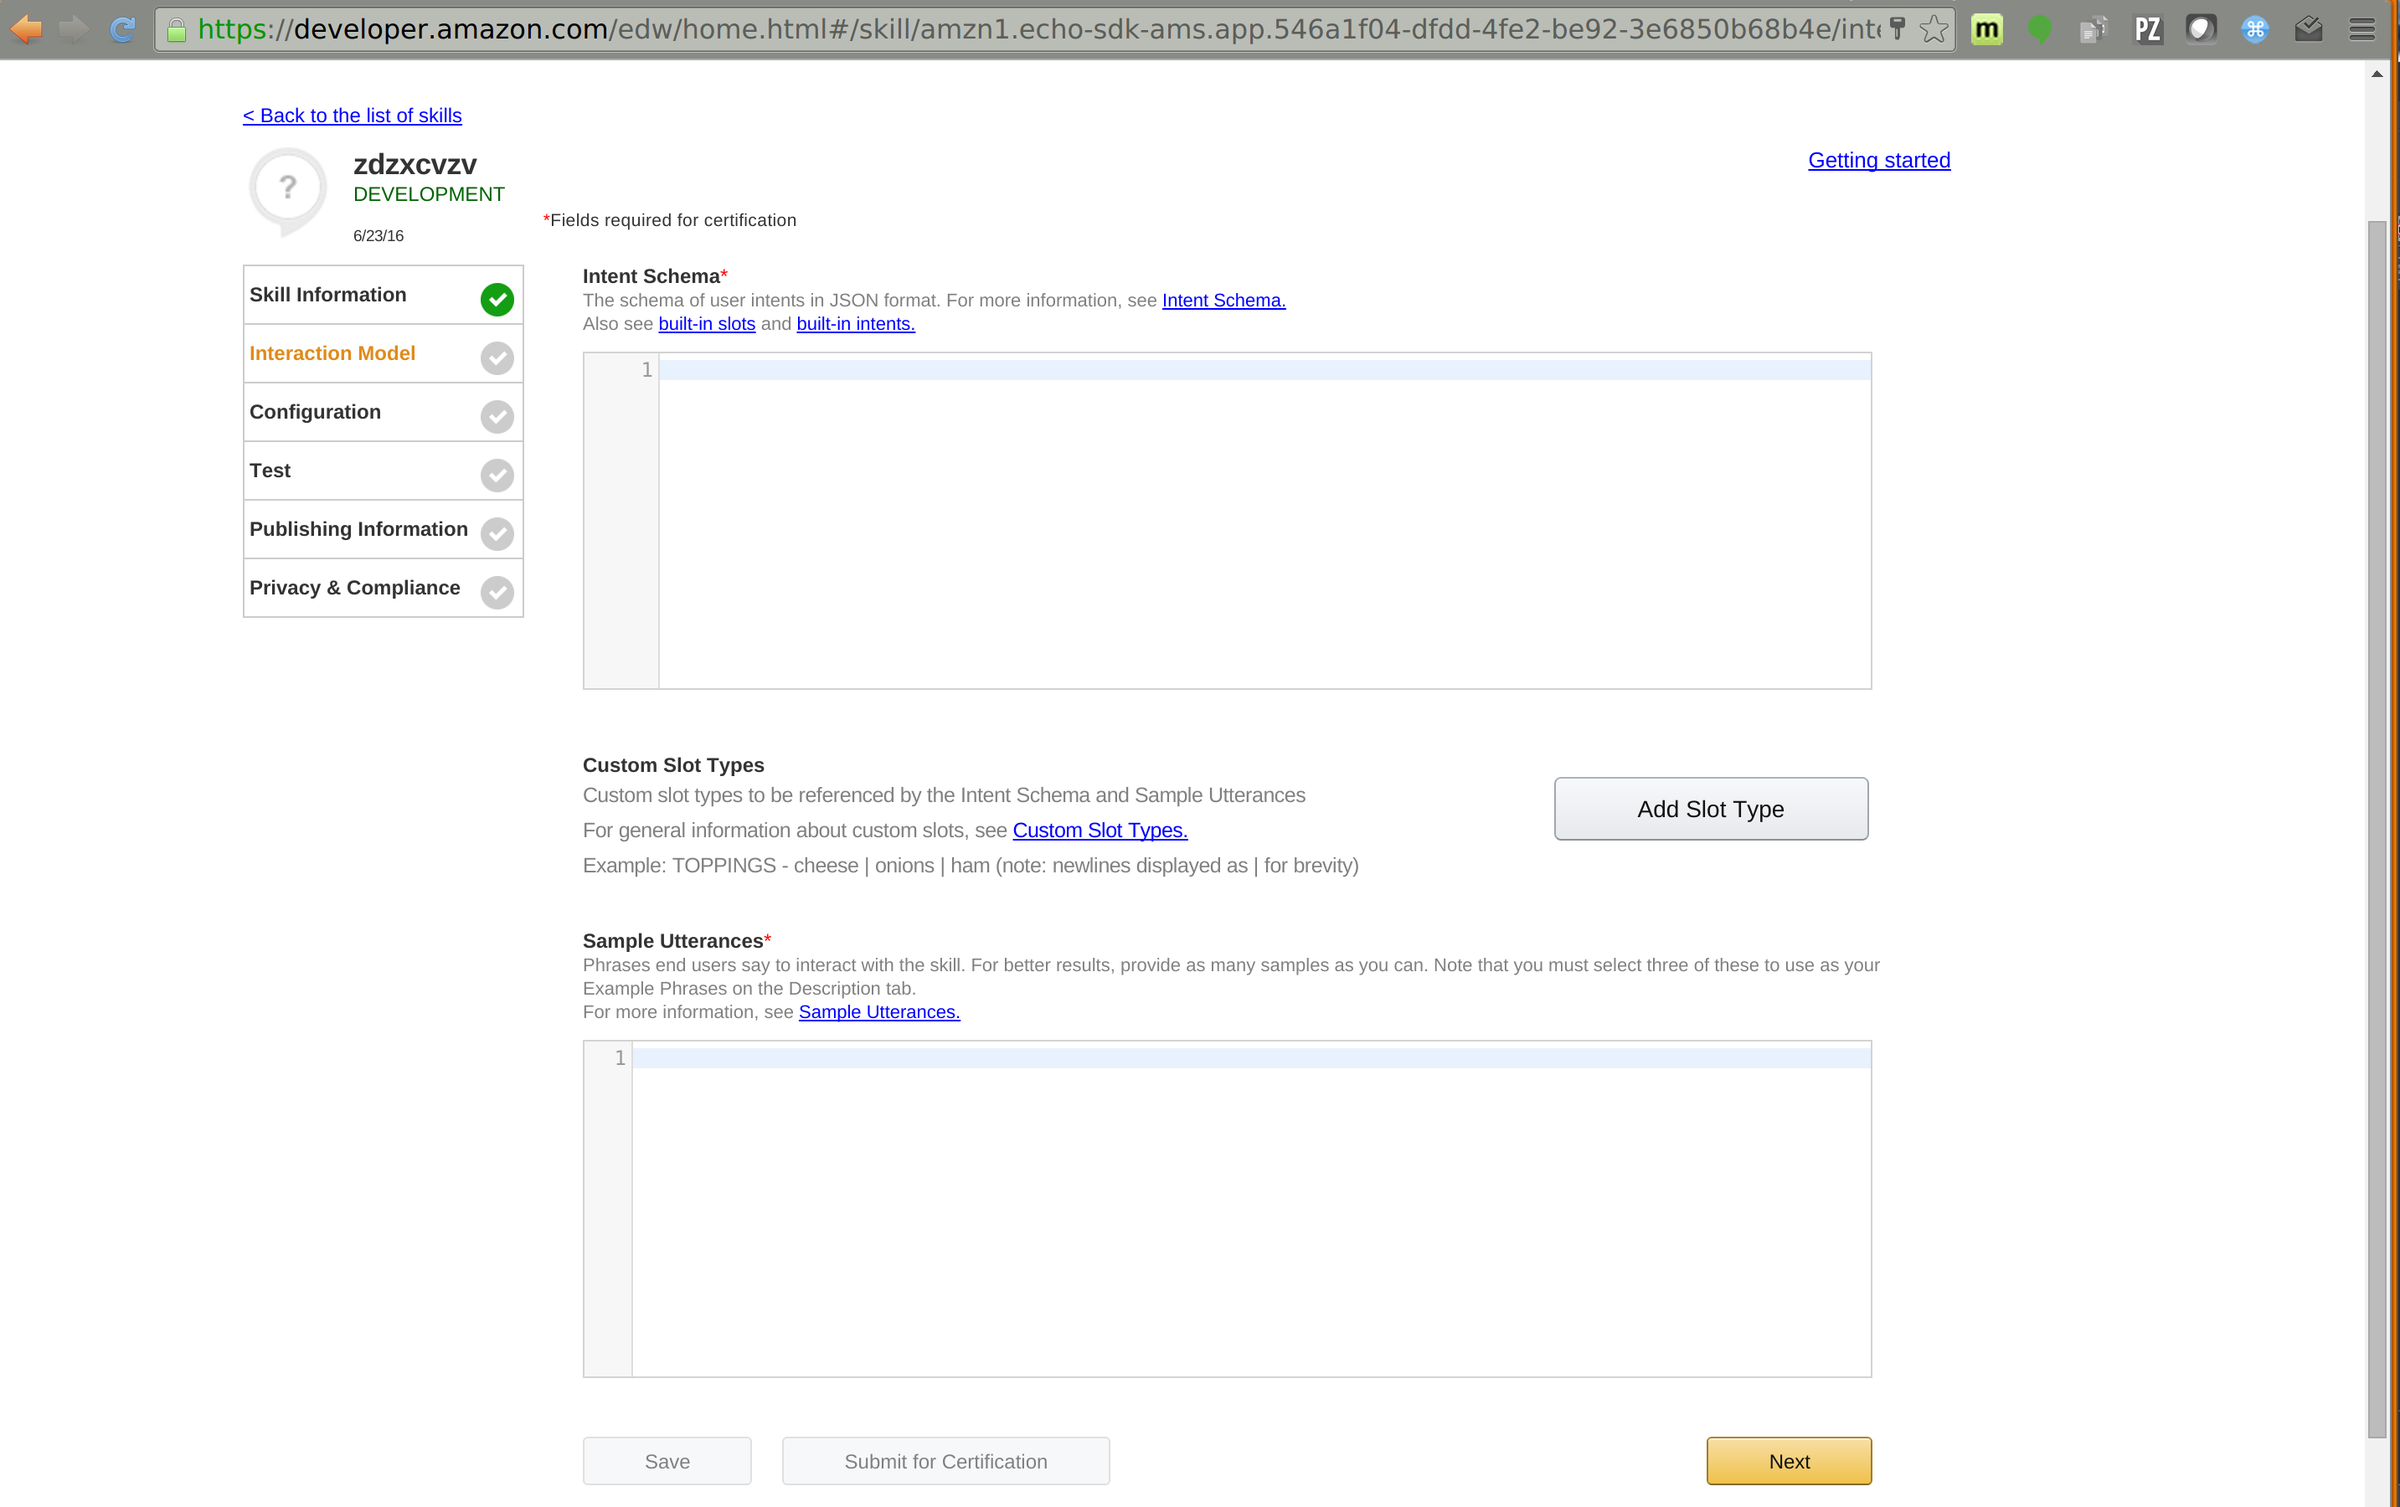 https://developer.amazon.com/edw/home.html#/skill/amzn1.echo-sdk-ams.app.546a1f04-dfdd-4fe2-be92-3e6850b68b4e/inte
m
PZ
< Back to the list of skills
?
zdzxcvzv
DEVELOPMENT
6/23/16
Getting started
*Fields required for certification
Skill Information
Interaction Model
Configuration
Test
Publishing Information
Privacy & Compliance
Intent Schema*
The schema of user intents in JSON format. For more information, see Intent Schema.
Also see built-in slots and built-in intents.
1
Custom Slot Types
Custom slot types to be referenced by the Intent Schema and Sample Utterances
For general information about custom slots, see Custom Slot Types.
Example: TOPPINGS - cheese | onions | ham (note: newlines displayed as | for brevity)
Add Slot Type
Sample Utterances*
Phrases end users say to interact with the skill. For better results, provide as many samples as you can. Note that you must select three of these to use as your
Example Phrases on the Description tab.
For more information, see Sample Utterances.
1
Save
Submit for Certification
Next